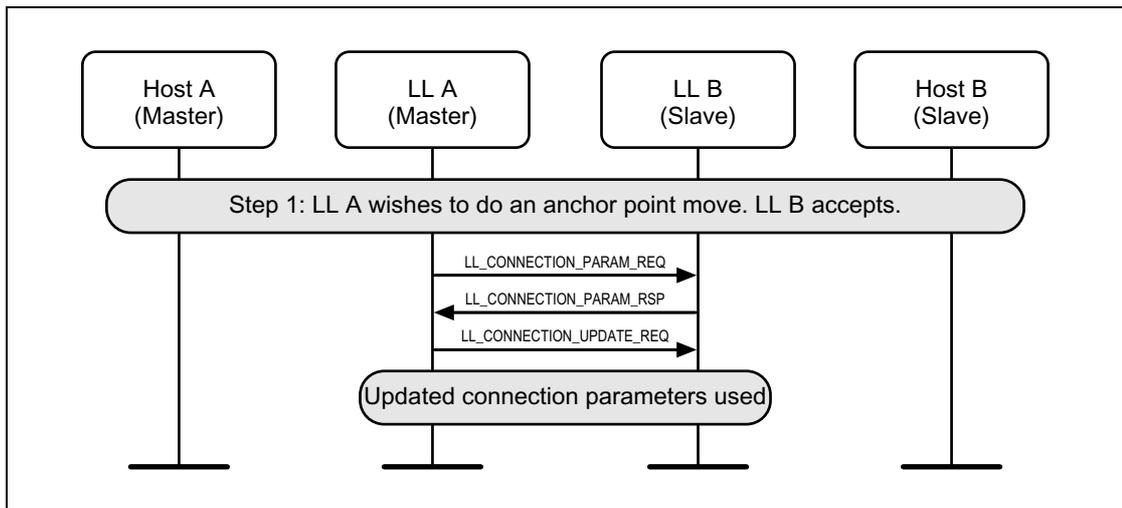 Host A
(Master)
LL A
(Master)
LL B
(Slave)
Host B
(Slave)
Step 1: LL A wishes to do an anchor point move. LL B accepts.
LL_CONNECTION_PARAM_REQ
LL_CONNECTION_PARAM_RSP
LL_CONNECTION_UPDATE_REQ
Updated connection parameters used